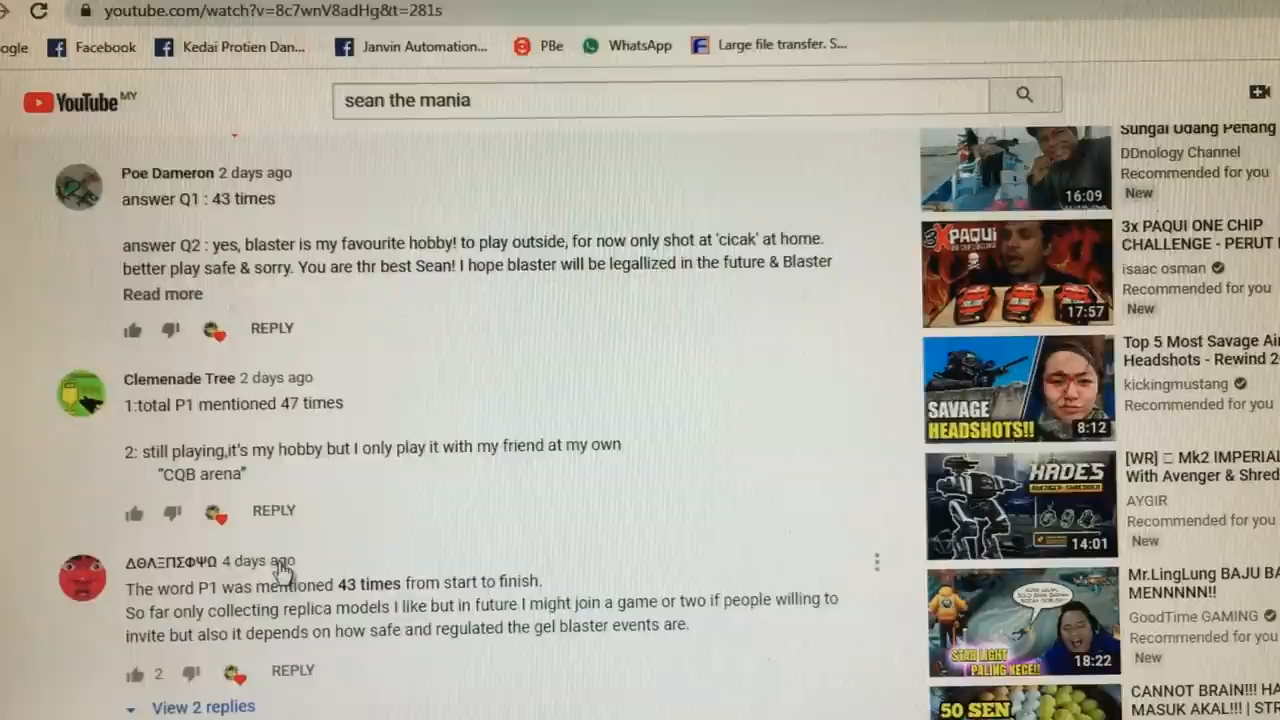 youtube.com/watch?v=8c7wnV8adHg&t=281s
ogle Facebook Kedai Protien Dan... Janvin Automation... PBe WhatsApp Large file transfer. S...
YouTube MY
sean the mania
Poe Dameron 2 days ago
answer Q1 : 43 times
answer Q2 : yes, blaster is my favourite hobby! to play outside, for now only shot at 'cicak' at home.
better play safe & sorry. You are thr best Sean! I hope blaster will be legallized in the future & Blaster
Read more
REPLY
Clemenade Tree 2 days ago
1:total P1 mentioned 47 times
2: still playing,it's my hobby but I only play it with my friend at my own
"CQB arena"
REPLY
ΔΘΛΞΠΣΦΨΩ 4 days ago
The word P1 was mentioned 43 times from start to finish.
So far only collecting replica models I like but in future I might join a game or two if people willing to
invite but also it depends on how safe and regulated the gel blaster events are.
2 REPLY
View 2 replies
Sungai Udang Penang
DDnology Channel
Recommended for you
New
16:09
3X PAQUI
17:57
3x PAQUI ONE CHIP
CHALLENGE - PERUT
isaac osman
Recommended for you
New
SAVAGE
HEADSHOTS!!
8:12
Top 5 Most Savage Ai
Headshots - Rewind 2
kickingmustang
Recommended for you
HADES
AVENGER - SHREDDER
14:01
[WR] Mk2 IMPERIAL
With Avenger & Shred
AYGIR
Recommended for you
New
STAR LIGHT
PALING KECE!!
18:22
Mr.LingLung BAJU BA
MENNNNN!!
GoodTime GAMING
Recommended for you
New
50 SEN
CANNOT BRAIN!!! HA
MASUK AKAL!!! | STR